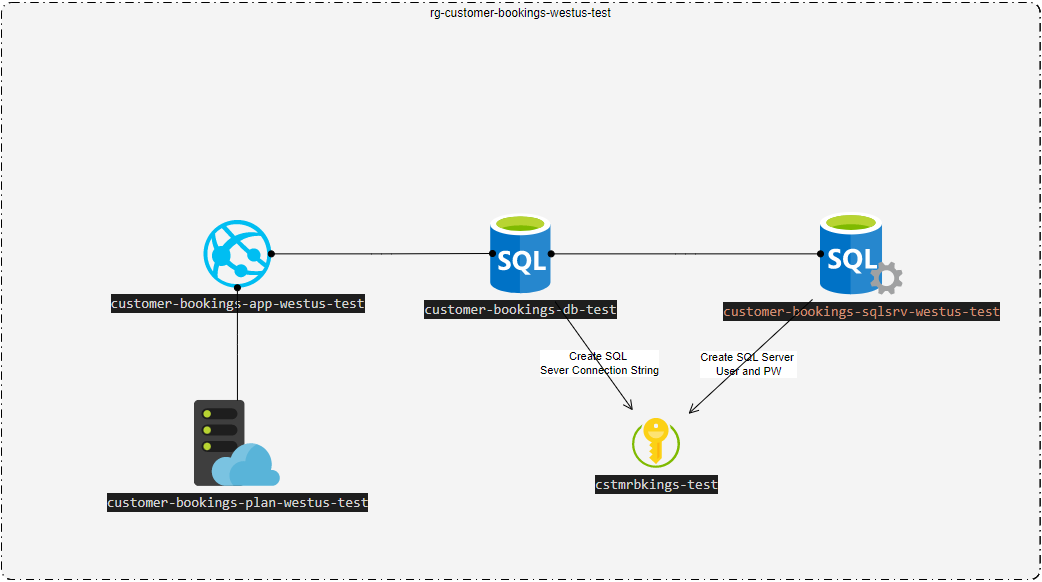 rg-customer-bookings-westus-test
SQL
SQL
customer-bookings-app-westus-test
customer-bookings-db-test
customer-bookings-sqlsrv-westus-test
Create SQL
Sever Connection String
Create SQL Server
User and PW
cstmrbkings-test
customer-bookings-plan-westus-test